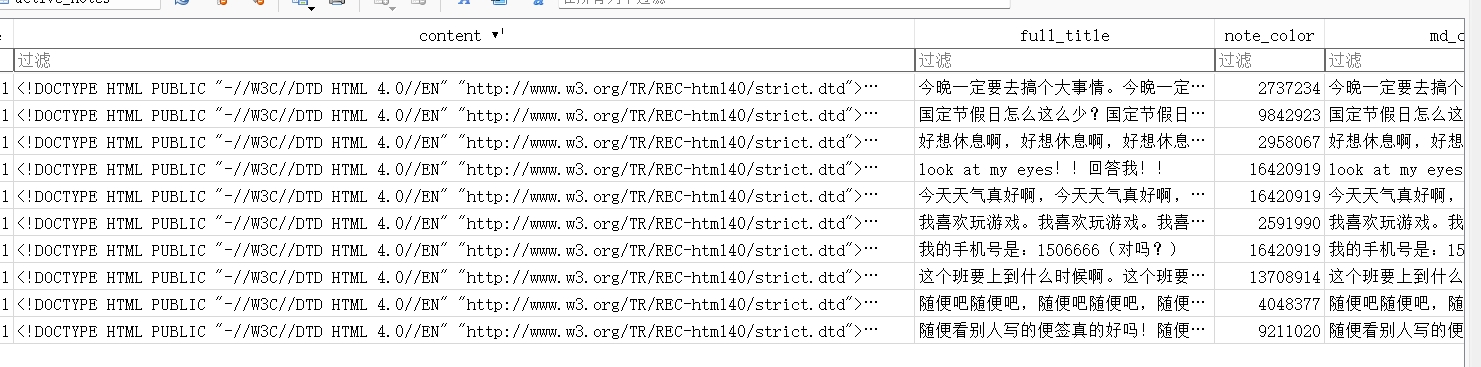 active_notes
在所有列中过滤
content full_title note_color md_c
过滤 过滤 过滤 过滤
1 <!DOCTYPE HTML PUBLIC "-//W3C//DTD HTML 4.0//EN" "http://www.w3.org/TR/REC-html40/strict.dtd">… 今晚一定要去搞个大事情。今晚一定… 2737234 今晚一定要去搞个
1 <!DOCTYPE HTML PUBLIC "-//W3C//DTD HTML 4.0//EN" "http://www.w3.org/TR/REC-html40/strict.dtd">… 国定节假日怎么这么少？国定节假日… 9842923 国定节假日怎么这
1 <!DOCTYPE HTML PUBLIC "-//W3C//DTD HTML 4.0//EN" "http://www.w3.org/TR/REC-html40/strict.dtd">… 好想休息啊，好想休息啊，好想休息… 2958067 好想休息啊，好想
1 <!DOCTYPE HTML PUBLIC "-//W3C//DTD HTML 4.0//EN" "http://www.w3.org/TR/REC-html40/strict.dtd">… look at my eyes！！回答我！！ 16420919 look at my eyes
1 <!DOCTYPE HTML PUBLIC "-//W3C//DTD HTML 4.0//EN" "http://www.w3.org/TR/REC-html40/strict.dtd">… 今天天气真好啊，今天天气真好啊，… 16420919 今天天气真好啊，
1 <!DOCTYPE HTML PUBLIC "-//W3C//DTD HTML 4.0//EN" "http://www.w3.org/TR/REC-html40/strict.dtd">… 我喜欢玩游戏。我喜欢玩游戏。我喜… 2591990 我喜欢玩游戏。我
1 <!DOCTYPE HTML PUBLIC "-//W3C//DTD HTML 4.0//EN" "http://www.w3.org/TR/REC-html40/strict.dtd">… 我的手机号是：1506666（对吗？） 16420919 我的手机号是：15
1 <!DOCTYPE HTML PUBLIC "-//W3C//DTD HTML 4.0//EN" "http://www.w3.org/TR/REC-html40/strict.dtd">… 这个班要上到什么时候啊。这个班要… 13708914 这个班要上到什么
1 <!DOCTYPE HTML PUBLIC "-//W3C//DTD HTML 4.0//EN" "http://www.w3.org/TR/REC-html40/strict.dtd">… 随便吧随便吧，随便吧随便吧，随便… 4048377 随便吧随便吧，随
1 <!DOCTYPE HTML PUBLIC "-//W3C//DTD HTML 4.0//EN" "http://www.w3.org/TR/REC-html40/strict.dtd">… 随便看别人写的便签真的好吗！随便… 9211020 随便看别人写的便